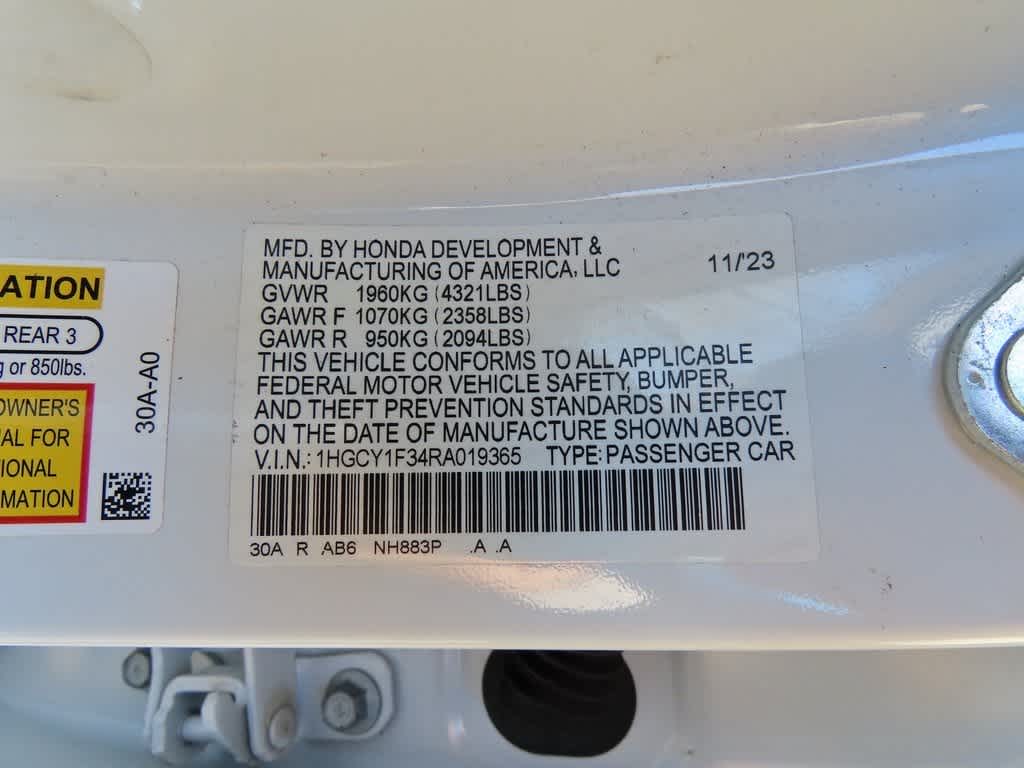 ATION
REAR 3
g or 850lbs.
OWNER'S
AL FOR
IONAL
MATION
30A-A0
MFD. BY HONDA DEVELOPMENT &
MANUFACTURING OF AMERICA, LLC 11/'23
GVWR 1960KG (4321LBS)
GAWR F 1070KG (2358LBS)
GAWR R 950KG (2094LBS)
THIS VEHICLE CONFORMS TO ALL APPLICABLE
FEDERAL MOTOR VEHICLE SAFETY, BUMPER,
AND THEFT PREVENTION STANDARDS IN EFFECT
ON THE DATE OF MANUFACTURE SHOWN ABOVE.
V.I.N.: 1HGCY1F34RA019365 TYPE: PASSENGER CAR
30A R AB6 NH883P .A .A